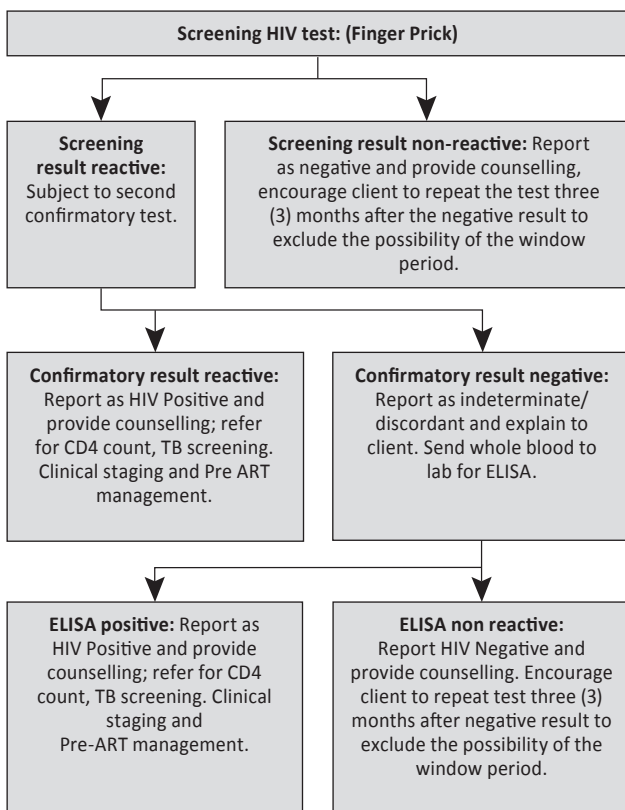 Screening HIV test: (Finger Prick)
Screening
result reactive:
Subject to second
confirmatory test.
Screening result non-reactive: Report
as negative and provide counselling,
encourage client to repeat the test three
(3) months after the negative result to
exclude the possibility of the window
period.
Confirmatory result reactive:
Report as HIV Positive and
provide counselling; refer
for CD4 count, TB screening.
Clinical staging and Pre ART
management.
Confirmatory result negative:
Report as indeterminate/
discordant and explain to
client. Send whole blood to
lab for ELISA.
ELISA positive: Report as
HIV Positive and provide
counselling; refer for CD4
count, TB screening. Clinical
staging and
Pre-ART management.
ELISA non reactive:
Report HIV Negative and
provide counselling. Encourage
client to repeat test three (3)
months after negative result to
exclude the possibility of the
window period.